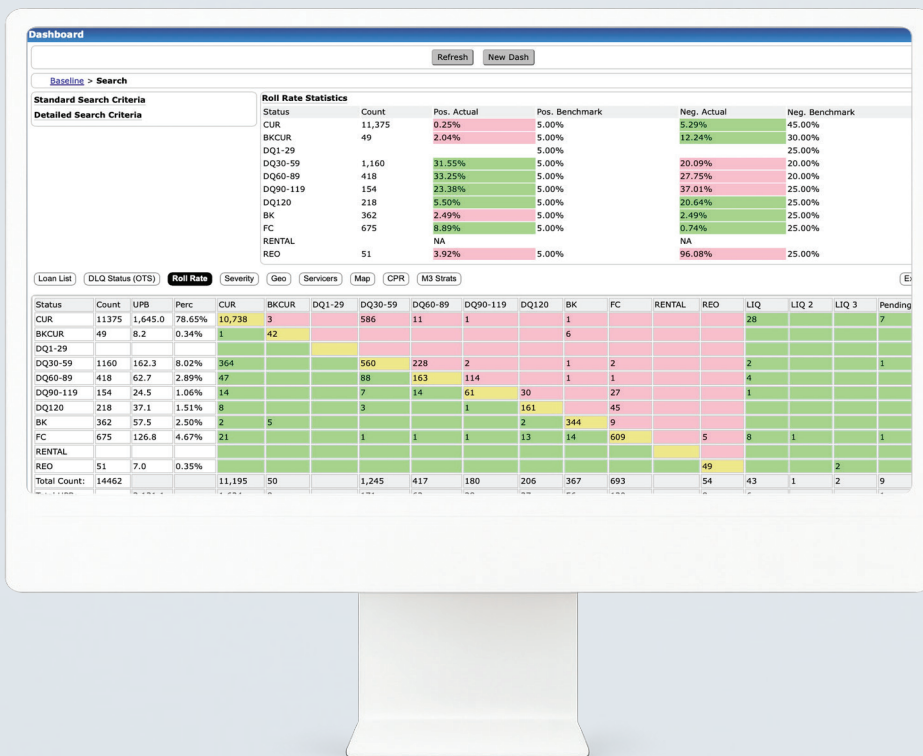 Dashboard
Refresh New Dash
Baseline > Search
Standard Search Criteria
Detailed Search Criteria
Roll Rate Statistics
Status Count Pos. Actual Pos. Benchmark Neg. Actual Neg. Benchmark
CUR 11,375 0.25% 5.00% 5.29% 45.00%
BKCUR 49 2.04% 5.00% 12.24% 30.00%
DQ1-29 5.00% 25.00%
DQ30-59 1,160 31.55% 5.00% 20.09% 20.00%
DQ60-89 418 33.25% 5.00% 27.75% 20.00%
DQ90-119 154 23.38% 5.00% 37.01% 25.00%
DQ120 218 5.50% 5.00% 20.64% 25.00%
BK 362 2.49% 5.00% 2.49% 25.00%
FC 675 8.89% 5.00% 0.74% 25.00%
RENTAL NA NA
REO 51 3.92% 5.00% 96.08% 25.00%
Loan List DLQ Status (OTS) Roll Rate Severity Geo Servicers Map CPR M3 Strats
Status Count UPB Perc CUR BKCUR DQ1-29 DQ30-59 DQ60-89 DQ90-119 DQ120 BK FC RENTAL REO LIQ LIQ 2 LIQ 3 Pending
CUR 11375 1,645.0 78.65% 10,738 3 586 11 1 1 28 7
BKCUR 49 8.2 0.34% 1 42 6
DQ1-29
DQ30-59 1160 162.3 8.02% 364 560 228 2 1 2 2 1
DQ60-89 418 62.7 2.89% 47 88 163 114 1 1 4
DQ90-119 154 24.5 1.06% 14 7 14 61 30 27 1
DQ120 218 37.1 1.51% 8 3 1 161 45
BK 362 57.5 2.50% 2 5 2 344 9
FC 675 126.8 4.67% 21 1 1 1 13 14 609 5 8 1 1
RENTAL
REO 51 7.0 0.35% 49 2
Total Count: 14462 11,195 50 1,245 417 180 206 367 693 54 43 1 2 9